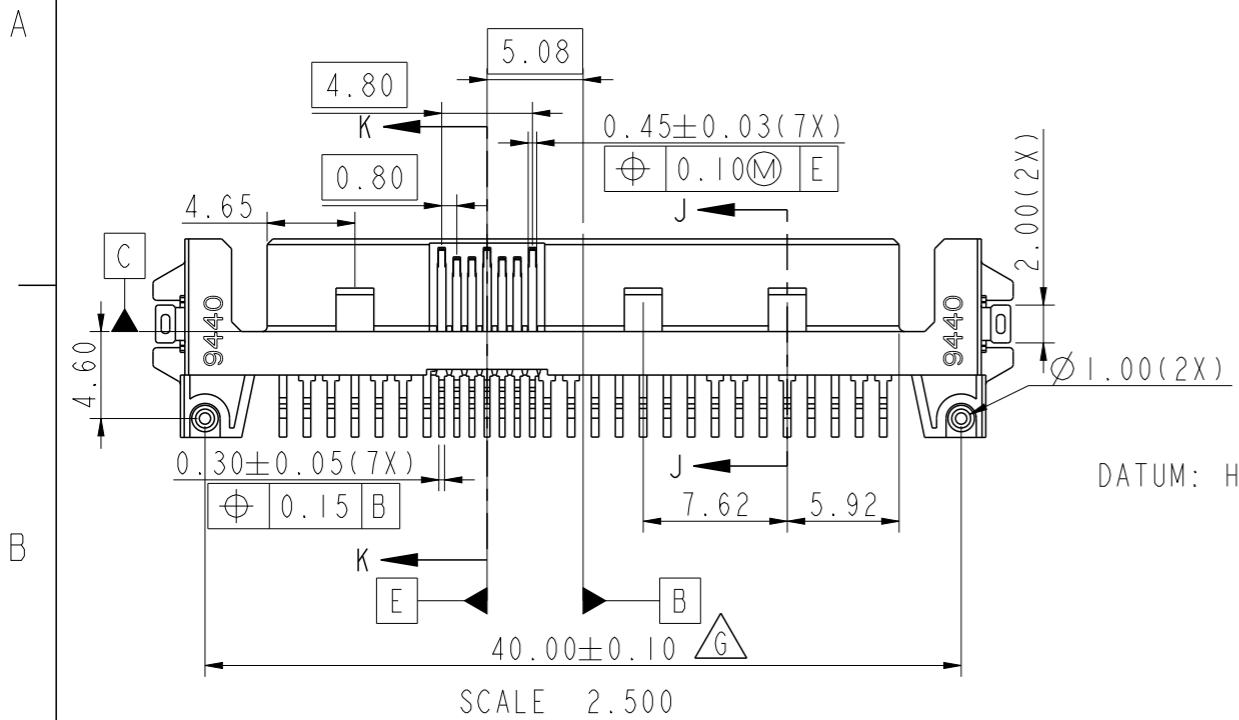 A
5.08
4.80
K
0.45±0.03(7X)
⌖ 0.10Ⓜ E
0.80
4.65
J
2.00(2X)
C
9440
9440
4.60
Ø1.00(2X)
0.30±0.05(7X)
⌖ 0.15 B
J
7.62
5.92
DATUM: H
B
K
E
B
40.00±0.10 G
SCALE 2.500